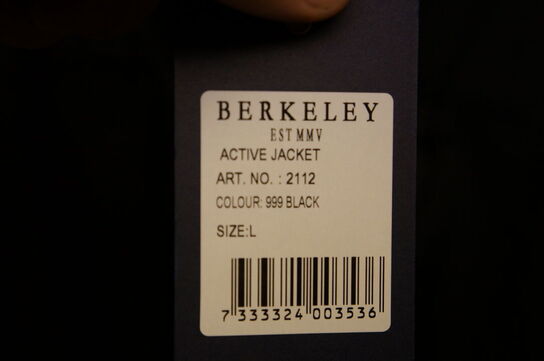 BERKELEY
EST MMV
ACTIVE JACKET
ART. NO. : 2112
COLOUR: 999 BLACK
SIZE:L
7 333324 003536